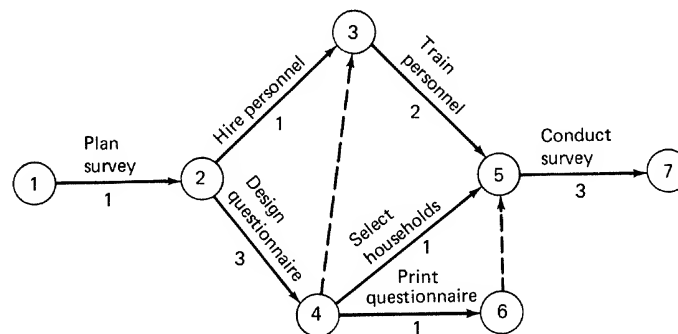 3
Train
personnel
2
Hire personnel
1
Plan
survey
1
1
2
Design
questionnaire
3
Select
households
1
Conduct
survey
3
5
7
Print
questionnaire
1
4
6